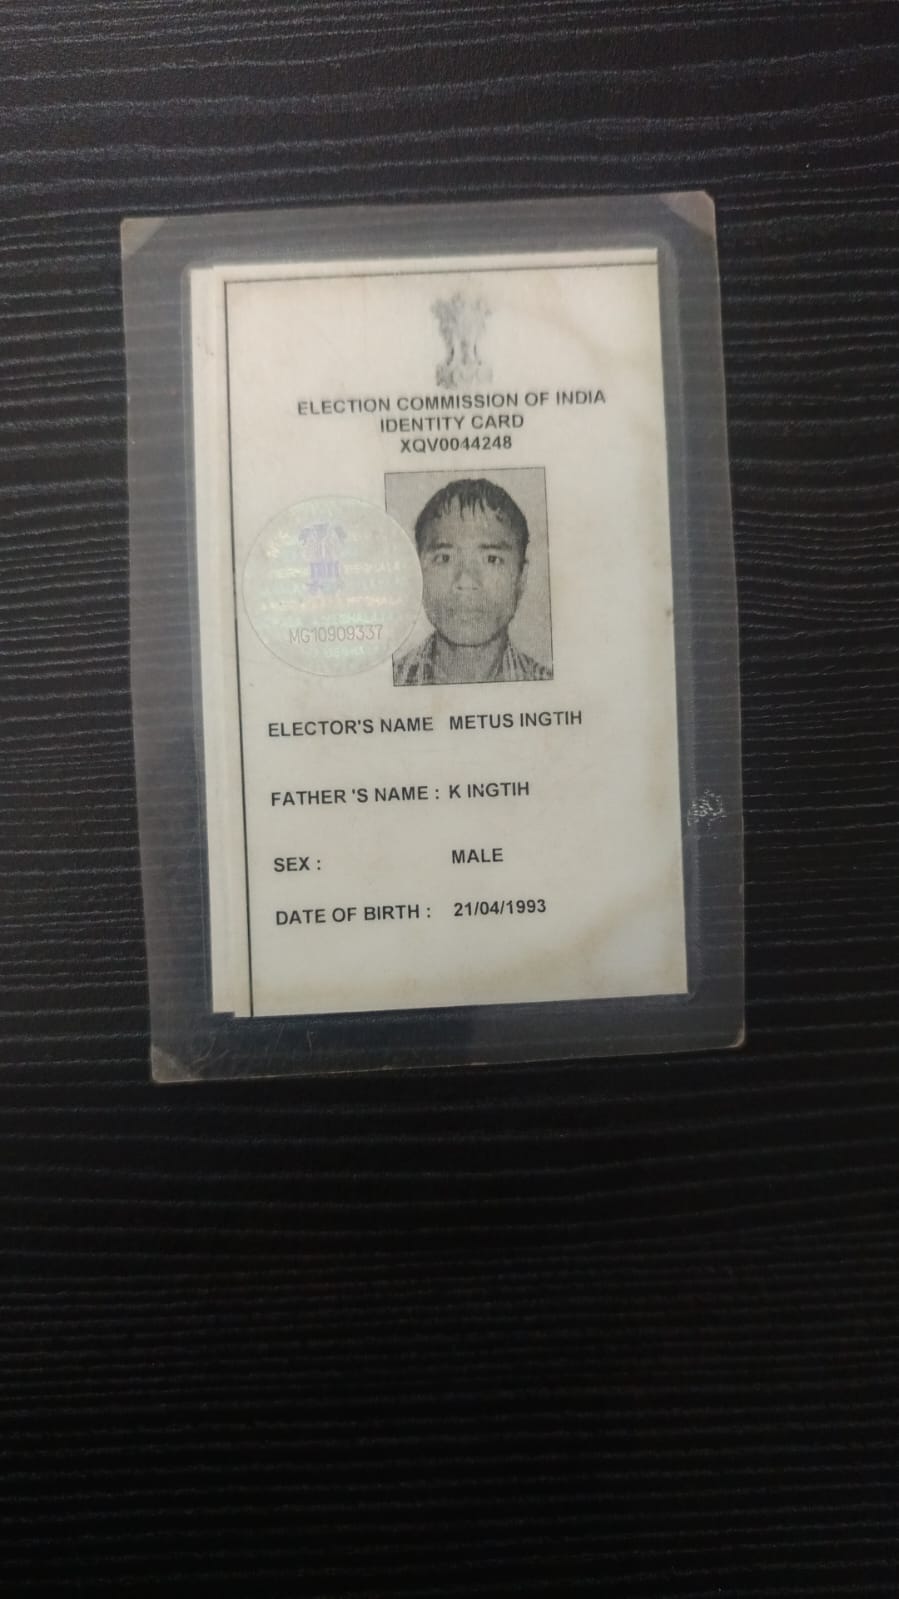 ELECTION COMMISSION OF INDIA
IDENTITY CARD
XQV0044248
MG10909337
ELECTOR'S NAME METUS INGTIH
FATHER 'S NAME : K INGTIH
SEX : MALE
DATE OF BIRTH : 21/04/1993